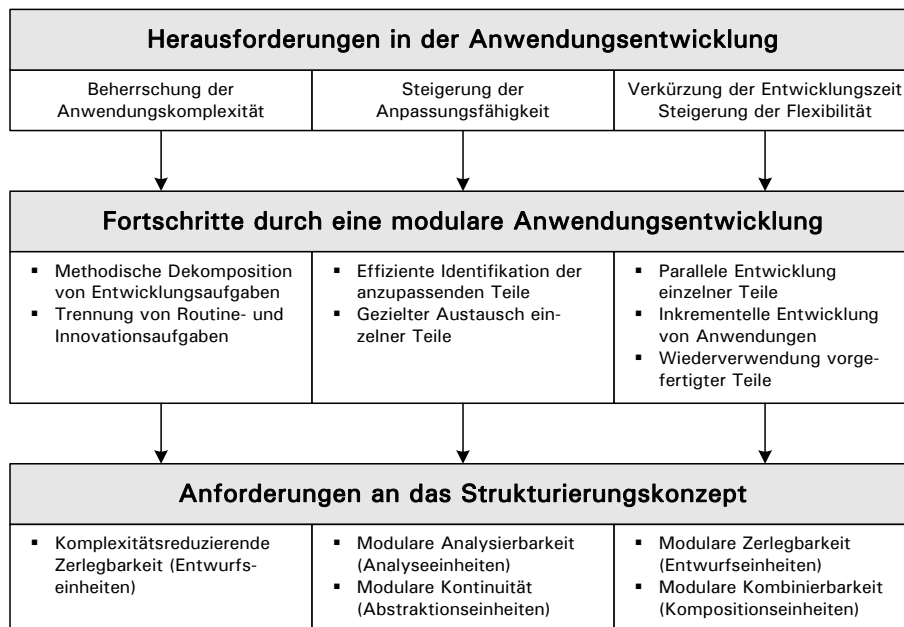 Herausforderungen in der Anwendungsentwicklung
Beherrschung der
Anwendungskomplexität
Steigerung der
Anpassungsfähigkeit
Verkürzung der Entwicklungszeit
Steigerung der Flexibilität
Fortschritte durch eine modulare Anwendungsentwicklung
▪ Methodische Dekomposition
von Entwicklungsaufgaben
▪ Trennung von Routine- und
Innovationsaufgaben
▪ Effiziente Identifikation der
anzupassenden Teile
▪ Gezielter Austausch ein-
zelner Teile
▪ Parallele Entwicklung
einzelner Teile
▪ Inkrementelle Entwicklung
von Anwendungen
▪ Wiederverwendung vorge-
fertigter Teile
Anforderungen an das Strukturierungskonzept
▪ Komplexitätsreduzierende
Zerlegbarkeit (Entwurfs-
einheiten)
▪ Modulare Analysierbarkeit
(Analyseeinheiten)
▪ Modulare Kontinuität
(Abstraktionseinheiten)
▪ Modulare Zerlegbarkeit
(Entwurfseinheiten)
▪ Modulare Kombinierbarkeit
(Kompositionseinheiten)